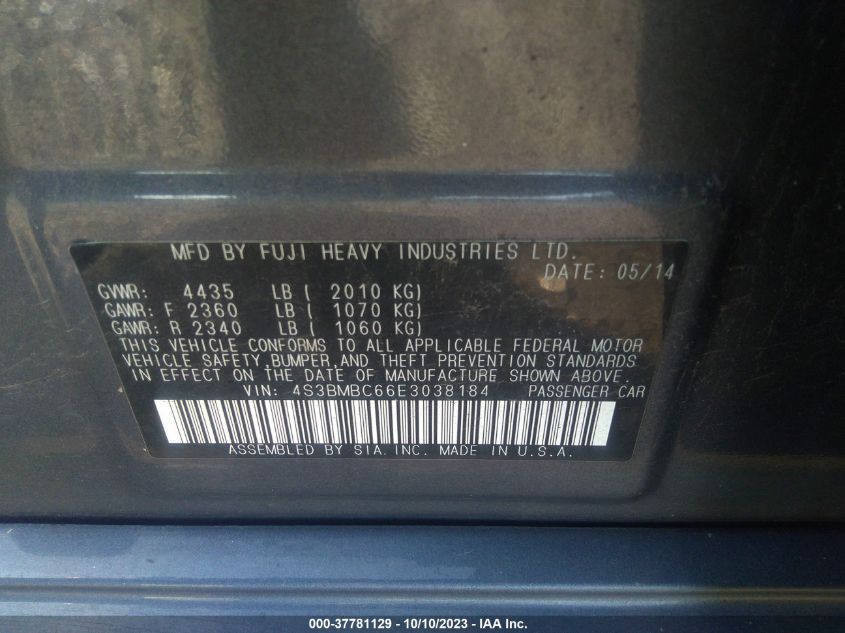 MFD BY FUJI HEAVY INDUSTRIES LTD.
DATE: 05/14
GVWR: 4435 LB ( 2010 KG)
GAWR: F 2360 LB ( 1070 KG)
GAWR: R 2340 LB ( 1060 KG)
THIS VEHICLE CONFORMS TO ALL APPLICABLE FEDERAL MOTOR
VEHICLE SAFETY,BUMPER,AND THEFT PREVENTION STANDARDS
IN EFFECT ON THE DATE OF MANUFACTURE SHOWN ABOVE.
VIN: 4S3BMBC66E3038184 PASSENGER CAR
ASSEMBLED BY SIA.INC. MADE IN U.S.A.
000-37781129 - 10/10/2023 - IAA Inc.